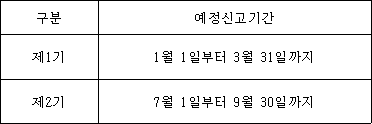 구분 예정신고기간
제1기 1월 1일부터 3월 31일까지
제2기 7월 1일부터 9월 30일까지